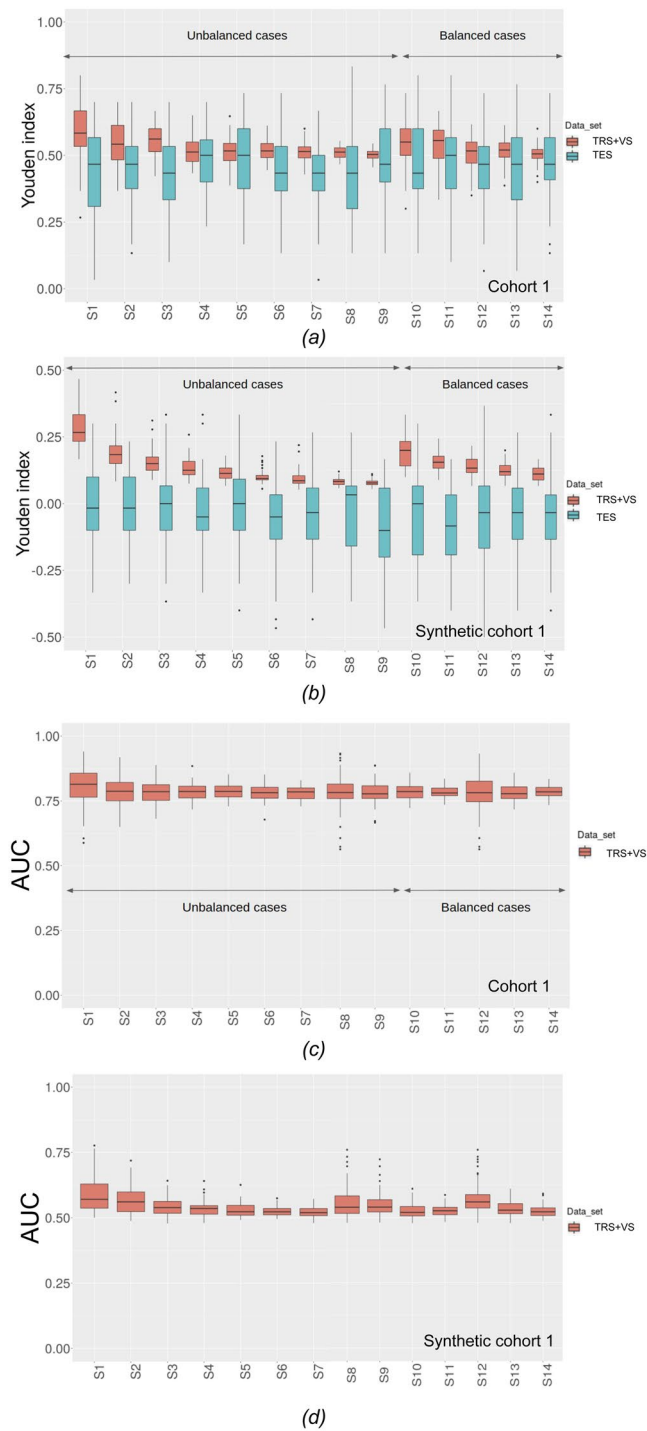 1.00
Unbalanced cases
Balanced cases
0.75
Youden index
0.50
0.25
0.00
Data_set
TRS+VS
TES
Cohort 1
S1 S2 S3 S4 S5 S6 S7 S8 S9 S10 S11 S12 S13 S14
(a)
0.50
Unbalanced cases
Balanced cases
0.25
Youden index
0.00
-0.25
-0.50
Data_set
TRS+VS
TES
Synthetic cohort 1
S1 S2 S3 S4 S5 S6 S7 S8 S9 S10 S11 S12 S13 S14
(b)
1.00
0.75
AUC
0.50
Data_set
TRS+VS
Unbalanced cases
Balanced cases
0.25
0.00
Cohort 1
S1 S2 S3 S4 S5 S6 S7 S8 S9 S10 S11 S12 S13 S14
(c)
1.00
0.75
AUC
0.50
Data_set
TRS+VS
0.25
0.00
Synthetic cohort 1
S1 S2 S3 S4 S5 S6 S7 S8 S9 S10 S11 S12 S13 S14
(d)